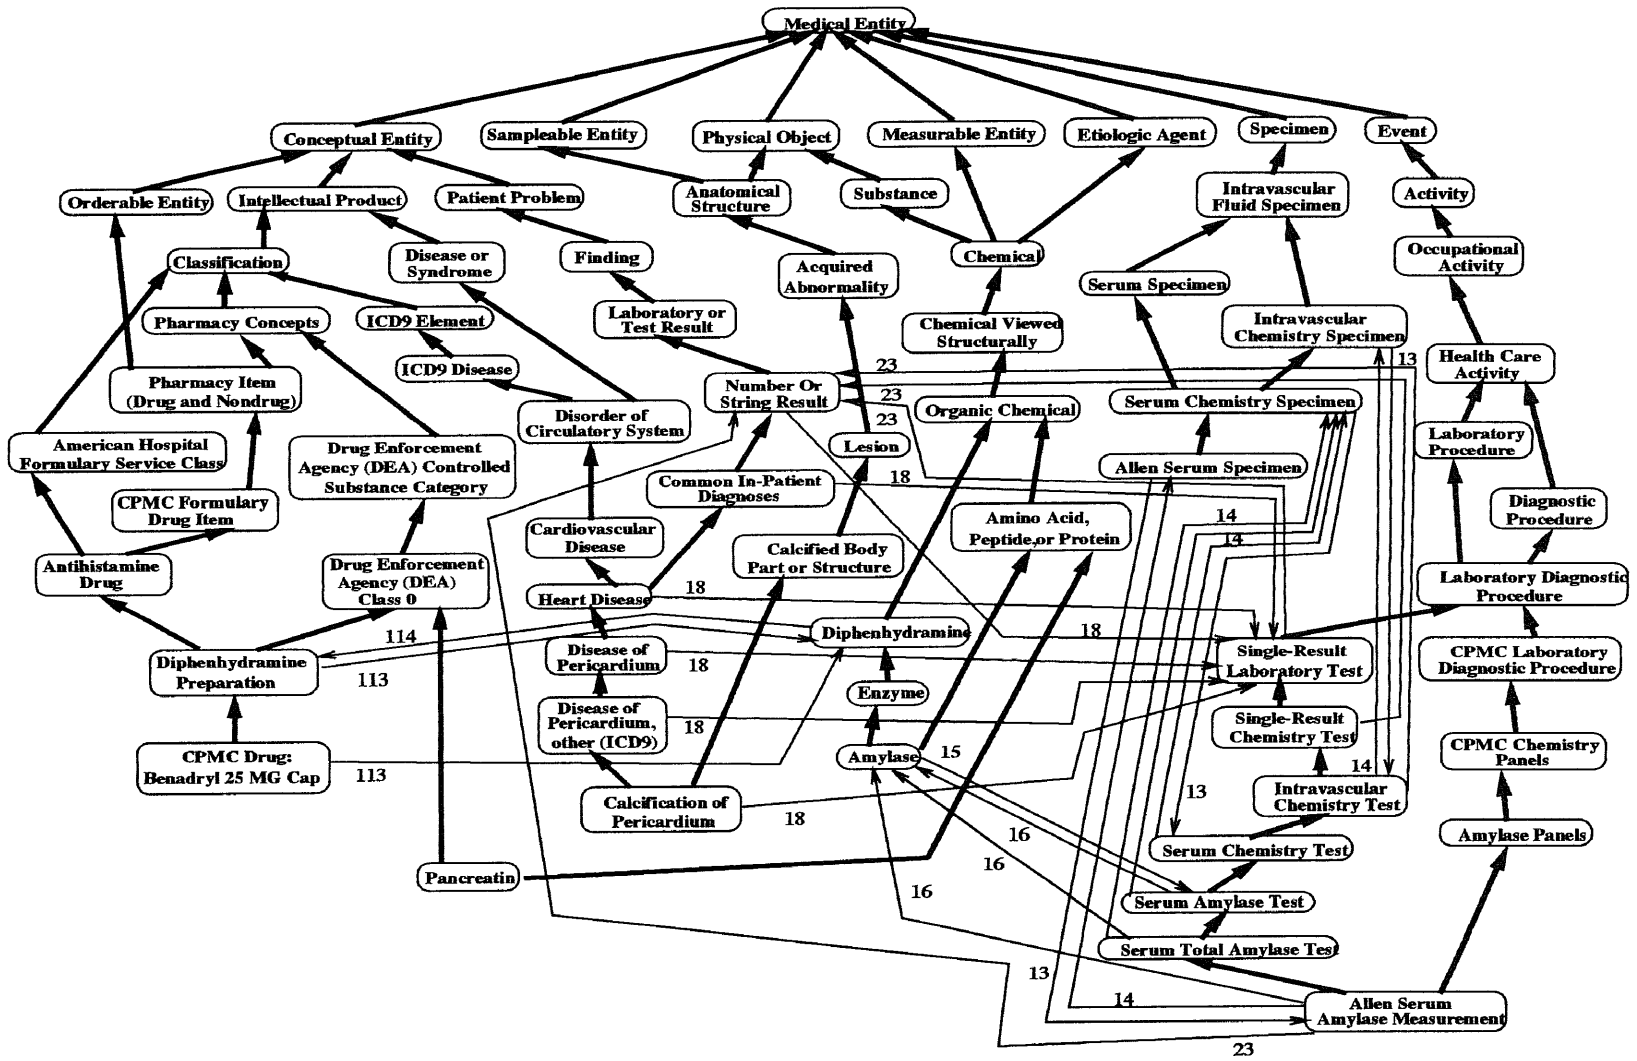 Medical Entity
Conceptual Entity
Sampleable Entity
Physical Object
Measurable Entity
Etiologic Agent
Specimen
Event
Orderable Entity
Intellectual Product
Patient Problem
Anatomical
Structure
Substance
Intravascular
Fluid Specimen
Activity
Classification
Disease or
Syndrome
Finding
Acquired
Abnormality
Chemical
Serum Specimen
Occupational
Activity
Pharmacy Concepts
ICD9 Element
Laboratory or
Test Result
Chemical Viewed
Structurally
Intravascular
Chemistry Specimen
Health Care
Activity
13
23
Pharmacy Item
(Drug and Nondrug)
ICD9 Disease
Number Or
String Result
23
Organic Chemical
Serum Chemistry Specimen
American Hospital
Formulary Service Class
Drug Enforcement
Agency (DEA) Controlled
Substance Category
Disorder of
Circulatory System
23
Lesion
Laboratory
Procedure
Allen Serum Specimen
CPMC Formulary
Drug Item
Common In-Patient
Diagnoses
18
Diagnostic
Procedure
Cardiovascular
Disease
Calcified Body
Part or Structure
Amino Acid,
Peptide,or Protein
14
14
Antihistamine
Drug
Drug Enforcement
Agency (DEA)
Class 0
Heart Disease
18
Laboratory Diagnostic
Procedure
114
Diphenhydramine
18
Diphenhydramine
Preparation
113
Disease of
Pericardium
18
Single-Result
Laboratory Test
CPMC Laboratory
Diagnostic Procedure
Enzyme
Disease of
Pericardium,
other (ICD9)
18
Single-Result
Chemistry Test
CPMC Drug:
Benadryl 25 MG Cap
113
Amylase
15
14
CPMC Chemistry
Panels
Calcification of
Pericardium
18
13
Intravascular
Chemistry Test
16
Amylase Panels
Serum Chemistry Test
Pancreatin
16
16
Serum Amylase Test
Serum Total Amylase Test
13
14
Allen Serum
Amylase Measurement
23